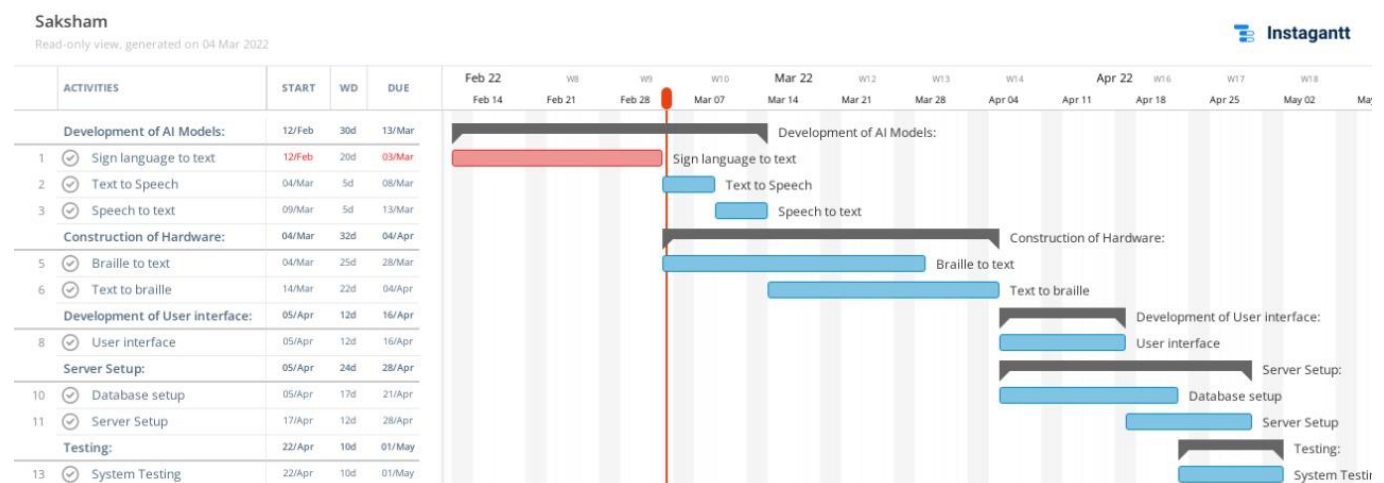 Saksham
Read-only view, generated on 04 Mar 2022
Instagantt
ACTIVITIES START WD DUE
Feb 22 W8 W9 W10 Mar 22 W12 W13 W14 Apr 22 W16 W17 W18
Feb 14 Feb 21 Feb 28 Mar 07 Mar 14 Mar 21 Mar 28 Apr 04 Apr 11 Apr 18 Apr 25 May 02 May
Development of AI Models: 12/Feb 30d 13/Mar Development of AI Models:
1 Sign language to text 12/Feb 20d 03/Mar Sign language to text
2 Text to Speech 04/Mar 5d 08/Mar Text to Speech
3 Speech to text 09/Mar 5d 13/Mar Speech to text
Construction of Hardware: 04/Mar 32d 04/Apr Construction of Hardware:
5 Braille to text 04/Mar 25d 28/Mar Braille to text
6 Text to braille 14/Mar 22d 04/Apr Text to braille
Development of User interface: 05/Apr 12d 16/Apr Development of User interface:
8 User interface 05/Apr 12d 16/Apr User interface
Server Setup: 05/Apr 24d 28/Apr Server Setup:
10 Database setup 05/Apr 17d 21/Apr Database setup
11 Server Setup 17/Apr 12d 28/Apr Server Setup
Testing: 22/Apr 10d 01/May Testing:
13 System Testing 22/Apr 10d 01/May System Testin